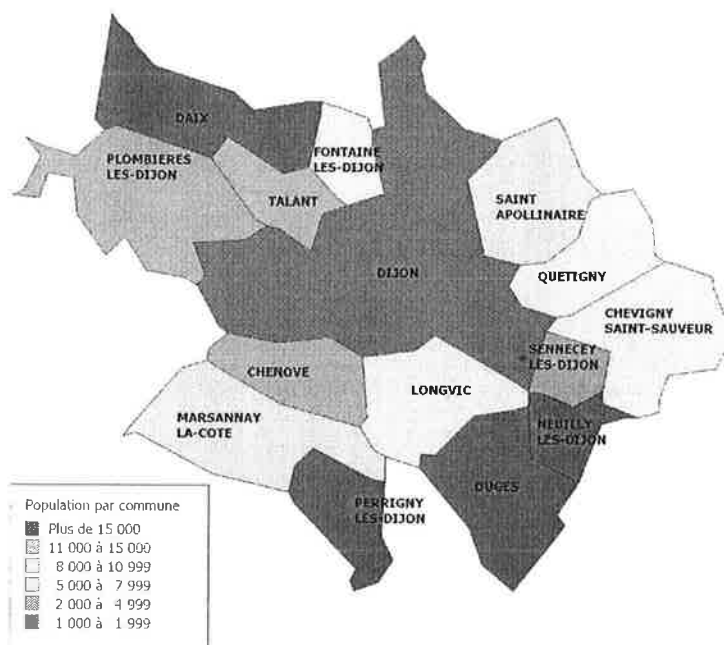 DAIX
PLOMBIERES
LES-DIJON
FONTAINE
LES-DIJON
TALANT
SAINT
APOLLINAIRE
DIJON
QUETIGNY
CHEVIGNY
SAINT-SAUVEUR
SENNECEY
LES-DIJON
CHENOVE
LONGVIC
MARSANNAY
LA-COTE
NEUILLY
LES-DIJON
OUGES
PERRIGNY
LES-DIJON
Population par commune
Plus de 15 000
11 000 à 15 000
8 000 à 10 999
5 000 à 7 999
2 000 à 4 999
1 000 à 1 999